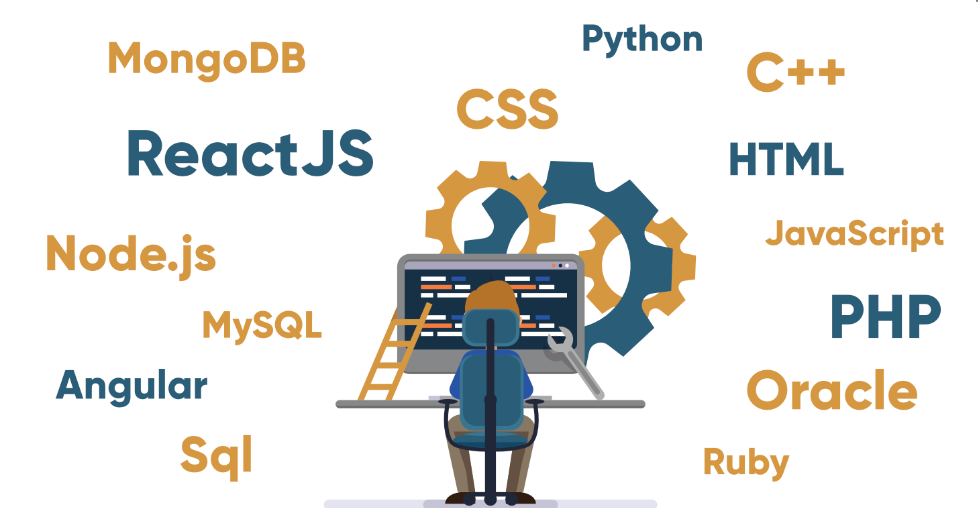 Python
MongoDB
C++
CSS
ReactJS
HTML
JavaScript
Node.js
PHP
MySQL
Angular
Oracle
Sql
Ruby